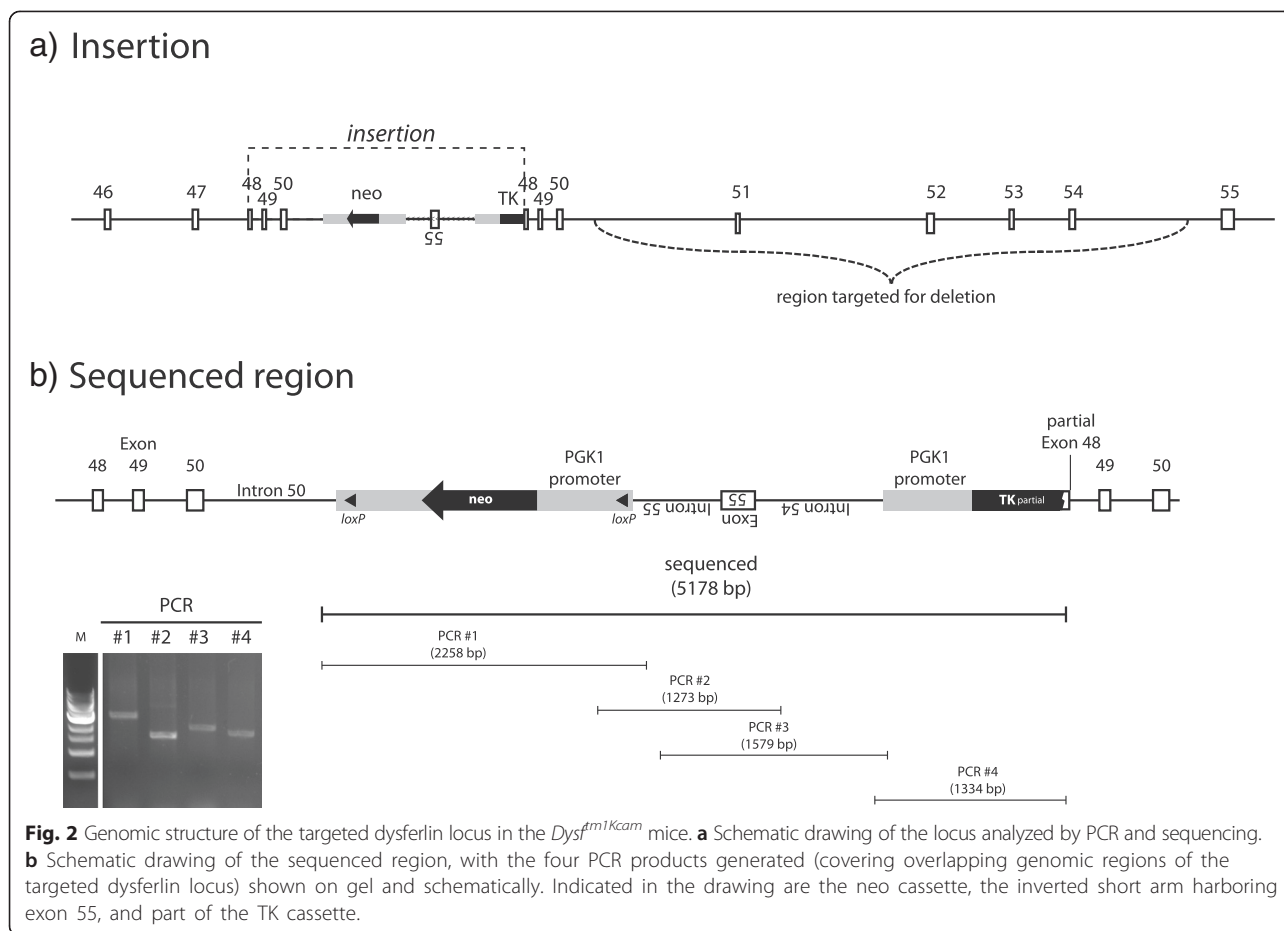 a) Insertion
insertion
46 47 48 49 50 neo 55 TK 48 49 50 51 52 53 54 55
region targeted for deletion
b) Sequenced region
Exon
48 49 50
Intron 50
loxP
neo
PGK1
promoter
loxP
Intron 55
55
Exon
Intron 54
PGK1
promoter
TK partial
partial
Exon 48
49 50
sequenced
(5178 bp)
PCR
M #1 #2 #3 #4
PCR #1
(2258 bp)
PCR #2
(1273 bp)
PCR #3
(1579 bp)
PCR #4
(1334 bp)
Fig. 2 Genomic structure of the targeted dysferlin locus in the Dysftm1Kcam mice. a Schematic drawing of the locus analyzed by PCR and sequencing.
b Schematic drawing of the sequenced region, with the four PCR products generated (covering overlapping genomic regions of the
targeted dysferlin locus) shown on gel and schematically. Indicated in the drawing are the neo cassette, the inverted short arm harboring
exon 55, and part of the TK cassette.